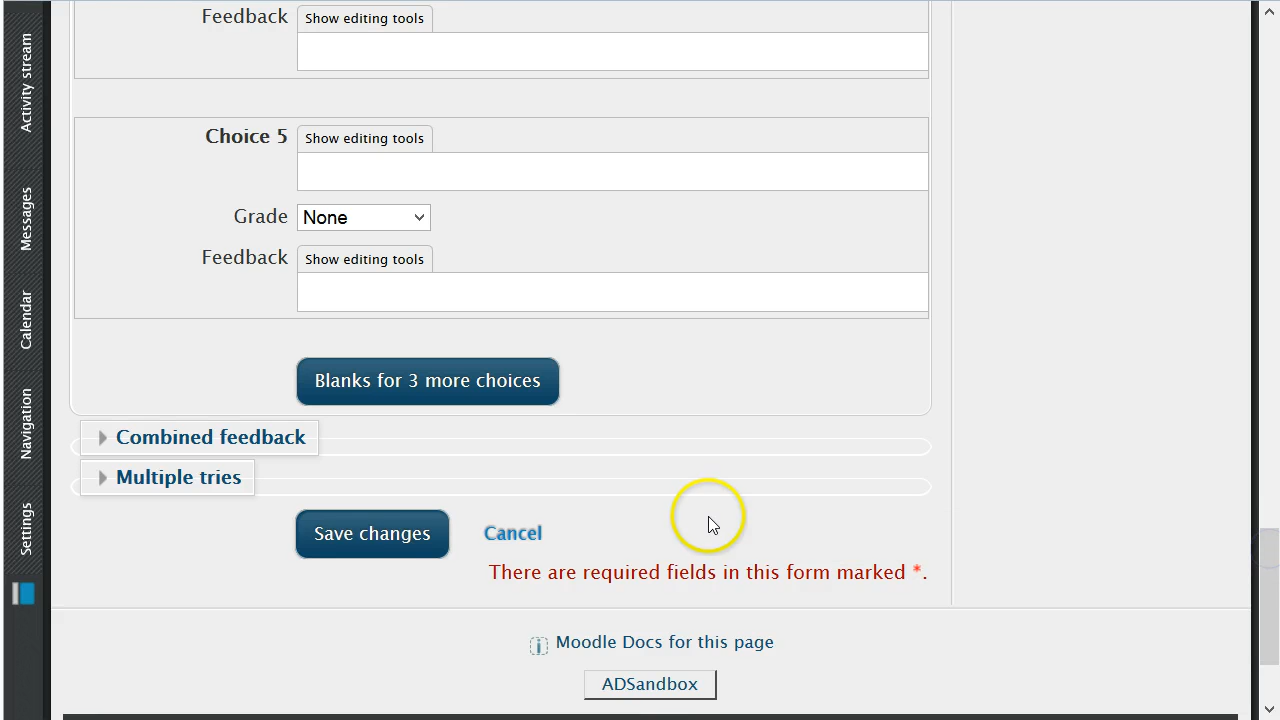 Activity stream
Messages
Calendar
Navigation
Settings
Feedback Show editing tools
Choice 5 Show editing tools
Grade None
Feedback Show editing tools
Blanks for 3 more choices
Combined feedback
Multiple tries
Save changes Cancel
There are required fields in this form marked *.
Moodle Docs for this page
ADSandbox